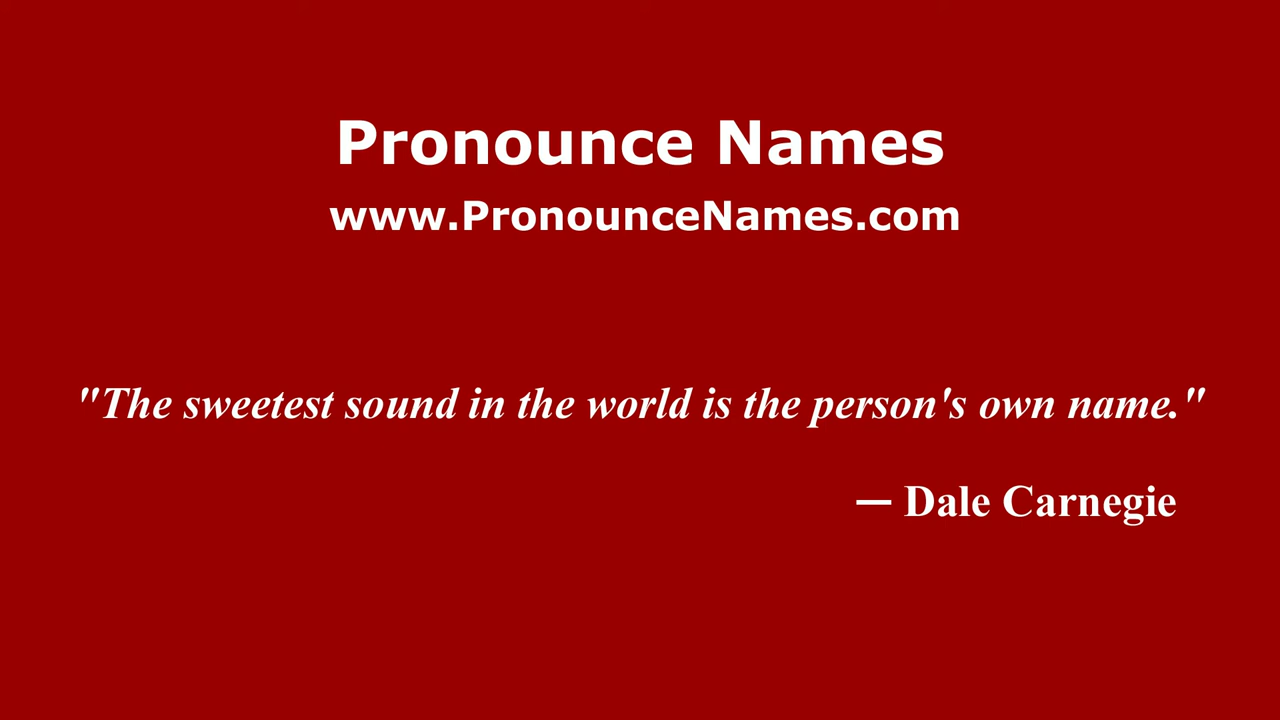 Pronounce Names
www.PronounceNames.com
"The sweetest sound in the world is the person's own name."
— Dale Carnegie